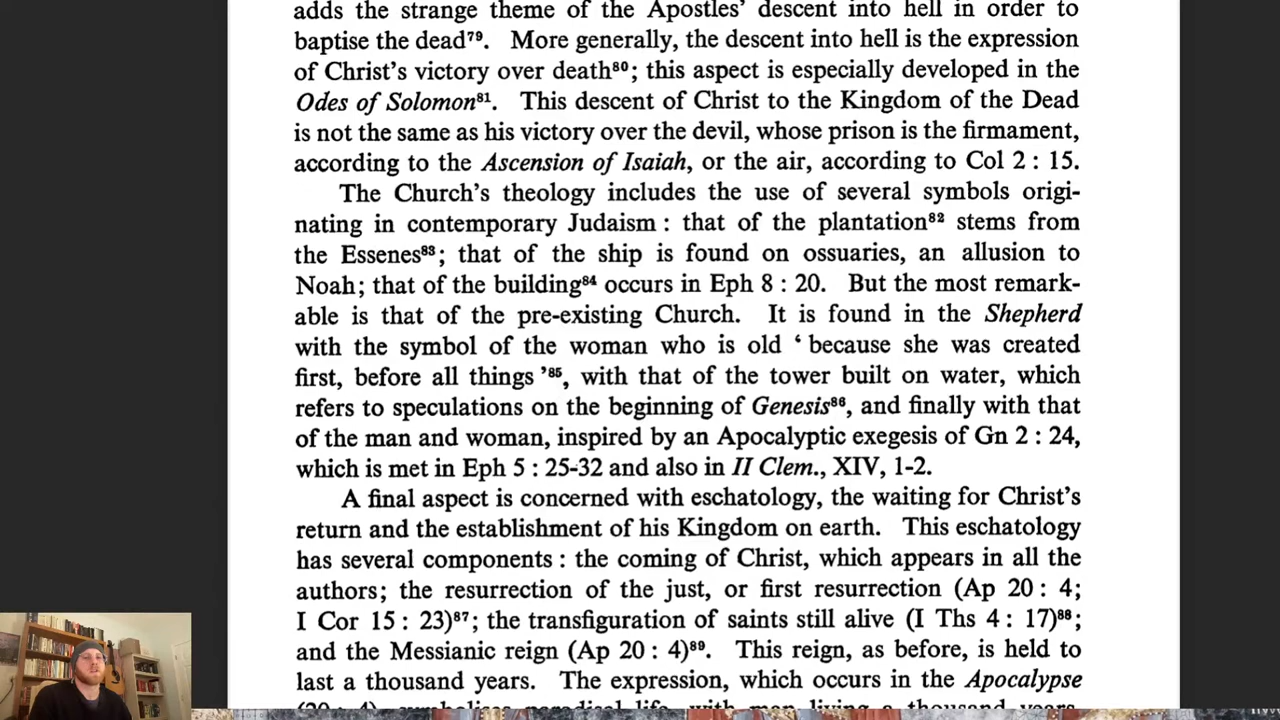 adds the strange theme of the Apostles’ descent into hell in order to
baptise the dead⁷⁹. More generally, the descent into hell is the expression
of Christ’s victory over death⁸⁰; this aspect is especially developed in the
Odes of Solomon⁸¹. This descent of Christ to the Kingdom of the Dead
is not the same as his victory over the devil, whose prison is the firmament,
according to the Ascension of Isaiah, or the air, according to Col 2 : 15.
The Church’s theology includes the use of several symbols origi-
nating in contemporary Judaism : that of the plantation⁸² stems from
the Essenes⁸³; that of the ship is found on ossuaries, an allusion to
Noah; that of the building⁸⁴ occurs in Eph 8 : 20. But the most remark-
able is that of the pre-existing Church. It is found in the Shepherd
with the symbol of the woman who is old ‘ because she was created
first, before all things ’⁸⁵, with that of the tower built on water, which
refers to speculations on the beginning of Genesis⁸⁶, and finally with that
of the man and woman, inspired by an Apocalyptic exegesis of Gn 2 : 24,
which is met in Eph 5 : 25-32 and also in II Clem., XIV, 1-2.
A final aspect is concerned with eschatology, the waiting for Christ’s
return and the establishment of his Kingdom on earth. This eschatology
has several components : the coming of Christ, which appears in all the
authors; the resurrection of the just, or first resurrection (Ap 20 : 4;
I Cor 15 : 23)⁸⁷; the transfiguration of saints still alive (I Ths 4 : 17)⁸⁸;
and the Messianic reign (Ap 20 : 4)⁸⁹. This reign, as before, is held to
last a thousand years. The expression, which occurs in the Apocalypse